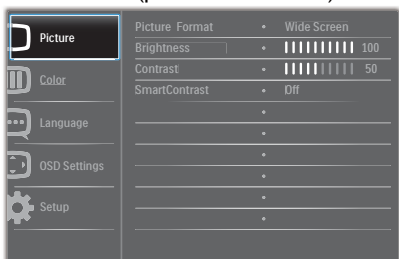 Picture
Color
Language
OSD Settings
Setup
Picture Format • Wide Screen
Brightness • 100
Contrast • 50
SmartContrast • Off